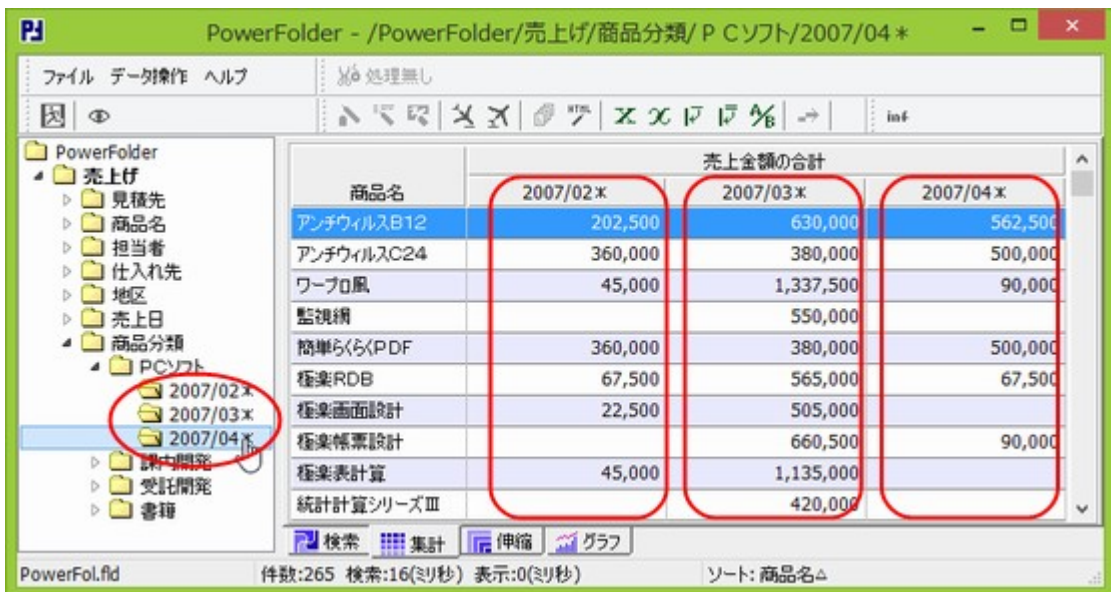 PowerFolder - /PowerFolder/売上げ/商品分類/ＰＣソフト/2007/04*
ファイル データ操作 ヘルプ 処理無し
HTML A/B inf
PowerFolder
売上げ
見積先
商品名
担当者
仕入れ先
地区
売上日
商品分類
PCソフト
2007/02*
2007/03*
2007/04*
課内開発
受託開発
書籍
売上金額の合計
商品名 2007/02* 2007/03* 2007/04*
アンチウィルスB12 202,500 630,000 562,500
アンチウィルスC24 360,000 380,000 500,000
ワープロ風 45,000 1,337,500 90,000
監視網 550,000
簡単らくらくPDF 360,000 380,000 500,000
極楽RDB 67,500 565,000 67,500
極楽画面設計 22,500 505,000
極楽帳票設計 660,500 90,000
極楽表計算 45,000 1,135,000
統計計算シリーズⅢ 420,000
検索 集計 伸縮 グラフ
PowerFol.fld 件数:265 検索:16(ミリ秒) 表示:0(ミリ秒) ソート: 商品名△